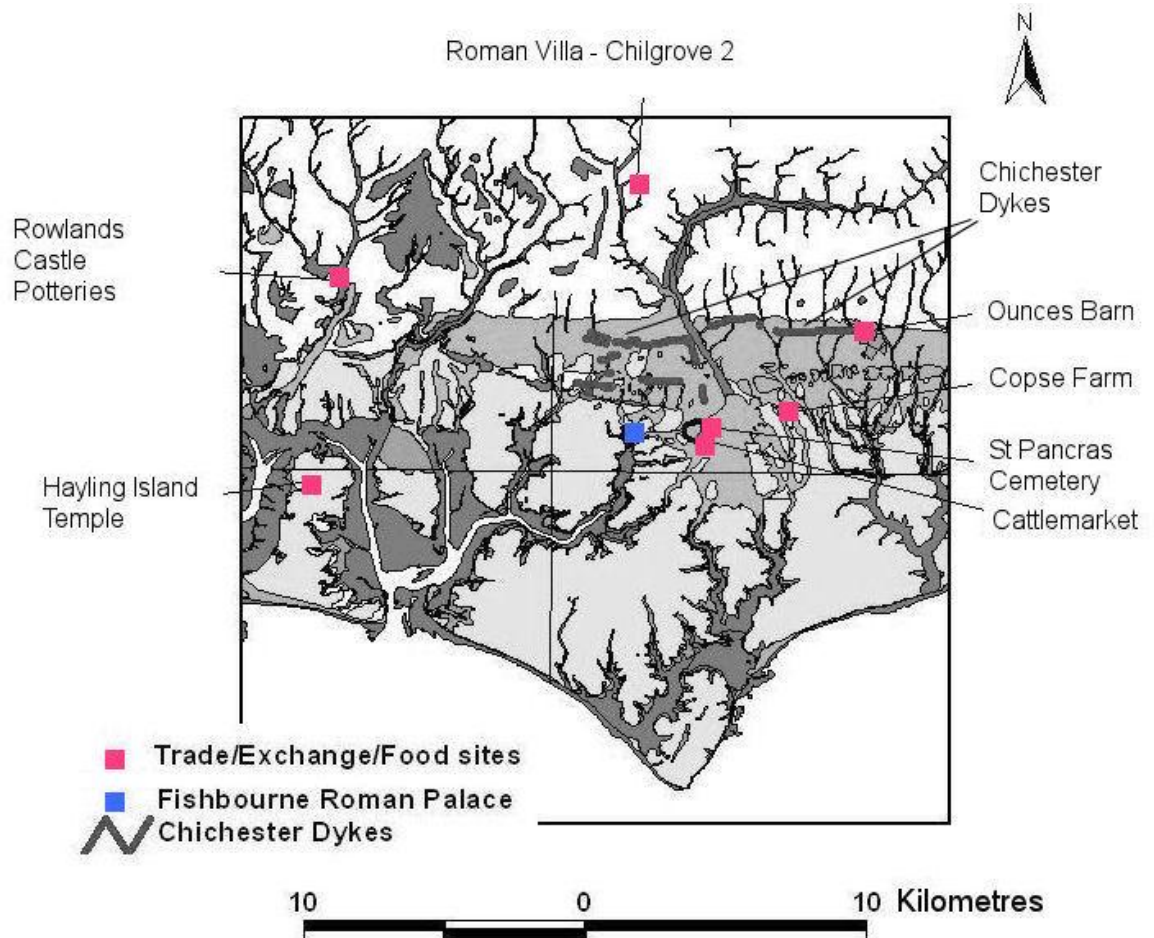 N
Roman Villa - Chilgrove 2
Chichester
Dykes
Rowlands
Castle
Potteries
Ounces Barn
Copse Farm
St Pancras
Cemetery
Hayling Island
Temple
Cattlemarket
Trade/Exchange/Food sites
Fishbourne Roman Palace
Chichester Dykes
10 0 10 Kilometres